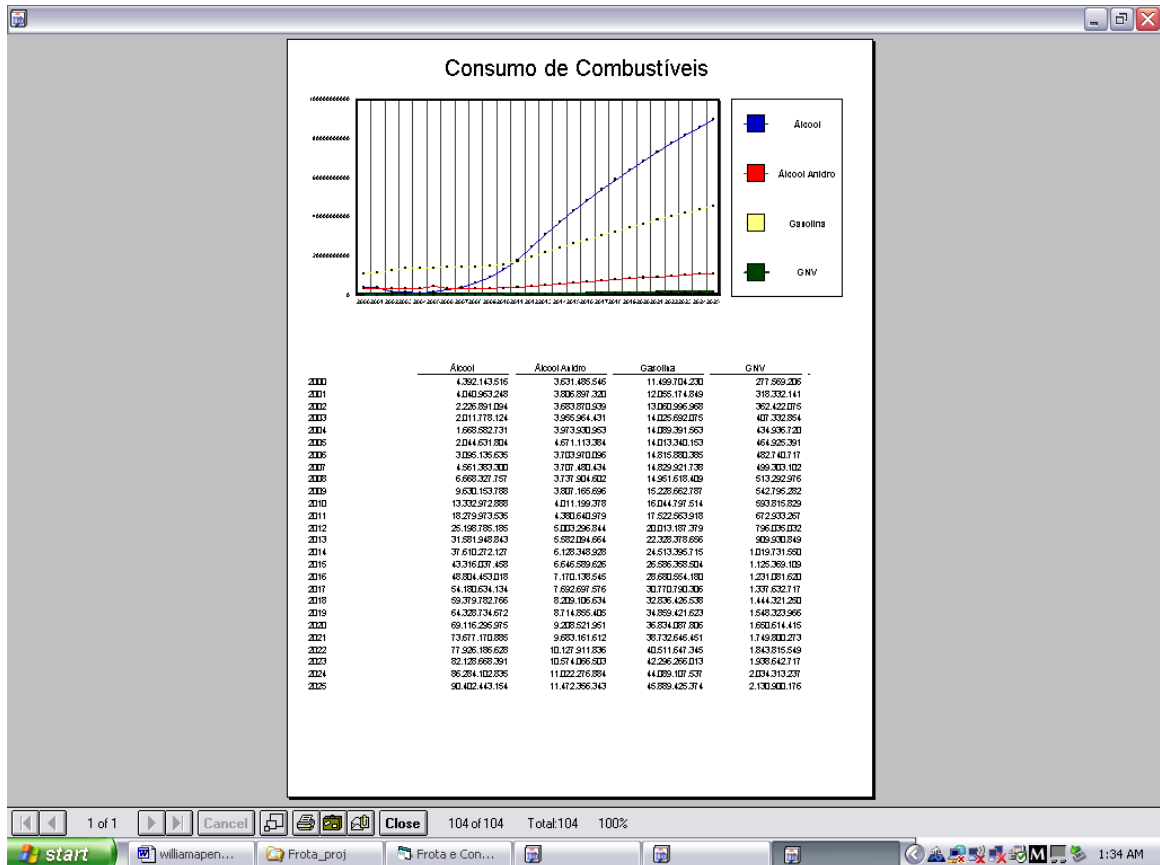 Consumo de Combustíveis
Álcool
Álcool Anidro
Gasolina
GNV
Álcool Álcool Anidro Gasolina GNV
2000 4.392.143.516 3.631.485.546 11.499.704.230 277.569.206
2001 4.040.963.248 3.806.897.320 12.055.174.849 318.332.141
2002 2.226.891.094 3.683.870.939 13.060.996.968 362.422.075
2003 2.011.778.124 3.955.964.431 14.025.692.075 407.332.854
2004 1.668.582.731 3.973.930.953 14.089.391.563 434.936.720
2005 2.044.631.804 4.671.113.384 14.013.340.153 464.925.391
2006 3.095.135.635 3.703.970.096 14.815.880.385 482.740.717
2007 4.561.383.300 3.707.480.434 14.829.921.738 499.303.102
2008 6.668.327.757 3.737.904.602 14.951.618.409 513.292.976
2009 9.630.153.788 3.807.165.696 15.228.662.787 542.795.282
2010 13.332.972.888 4.011.199.378 16.044.797.514 593.815.829
2011 18.279.973.535 4.380.640.979 17.522.563.918 672.933.267
2012 25.198.785.185 5.003.296.844 20.013.187.379 796.035.032
2013 31.581.948.843 5.582.094.664 22.328.378.656 909.930.849
2014 37.610.272.127 6.128.348.928 24.513.395.715 1.019.731.550
2015 43.316.037.458 6.646.589.626 26.586.358.504 1.125.369.109
2016 48.804.453.018 7.170.138.545 28.680.554.180 1.231.081.620
2017 54.180.634.134 7.692.697.576 30.770.790.306 1.337.632.717
2018 59.379.782.766 8.209.106.634 32.836.426.538 1.444.321.250
2019 64.328.734.672 8.714.855.405 34.859.421.623 1.548.323.966
2020 69.116.295.975 9.208.521.951 36.834.087.806 1.650.614.415
2021 73.677.170.885 9.683.161.612 38.732.646.451 1.749.800.273
2022 77.926.186.628 10.127.911.836 40.511.647.345 1.843.815.549
2023 82.128.668.391 10.574.066.503 42.296.266.013 1.938.642.717
2024 86.284.102.835 11.022.276.884 44.089.107.537 2.034.313.237
2025 90.402.443.154 11.472.356.343 45.889.425.374 2.130.900.176
1 of 1 Cancel Close 104 of 104 Total:104 100%
start williamapen... Frota_proj Frota e Con... M 1:34 AM